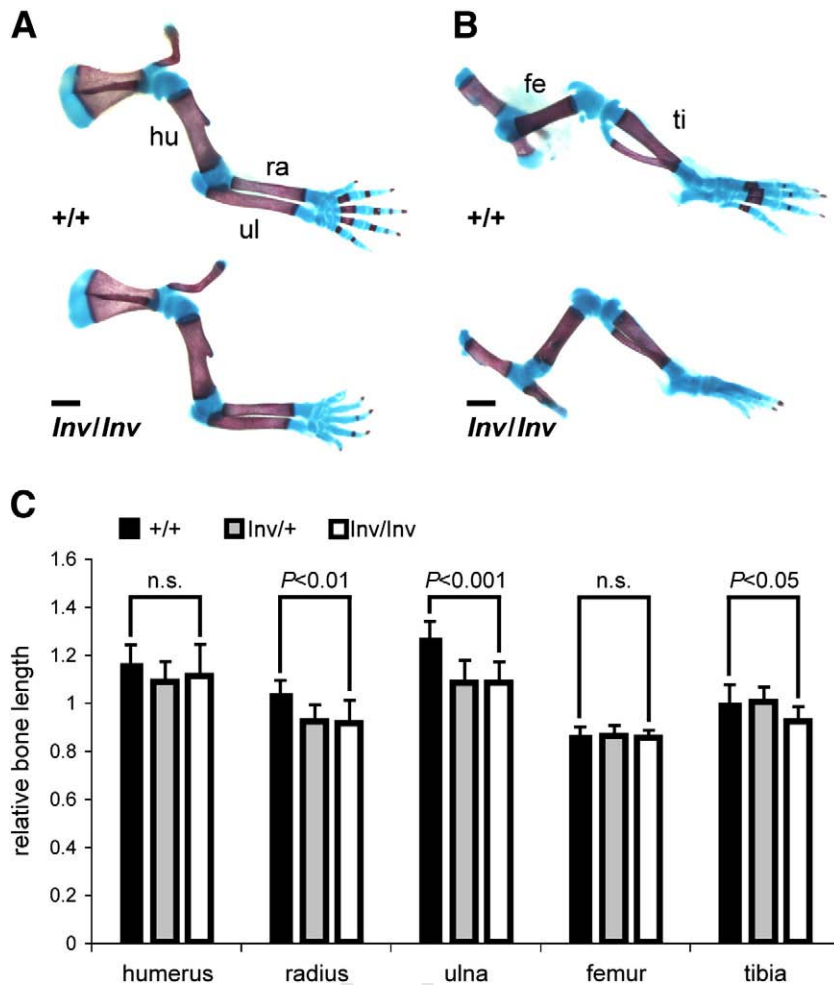 A
B
fe
hu
ti
ra
+/+
ul
+/+
Inv/Inv
Inv/Inv
C
+/+ Inv/+ Inv/Inv
relative bone length
1.6
1.4
1.2
1
0.8
0.6
0.4
0.2
0
n.s. P<0.01 P<0.001 n.s. P<0.05
humerus radius ulna femur tibia